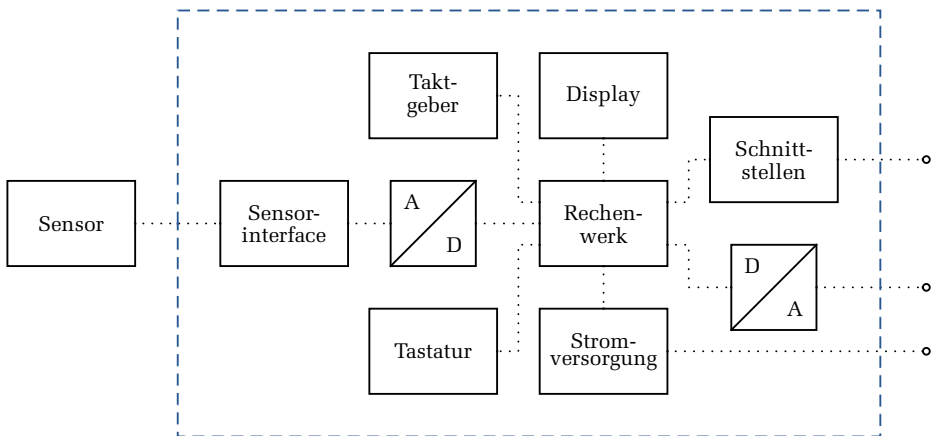 Takt-
geber
Display
Schnitt-
stellen
Sensor
Sensor-
interface
A
D
Rechen-
werk
D
A
Tastatur
Strom-
versorgung